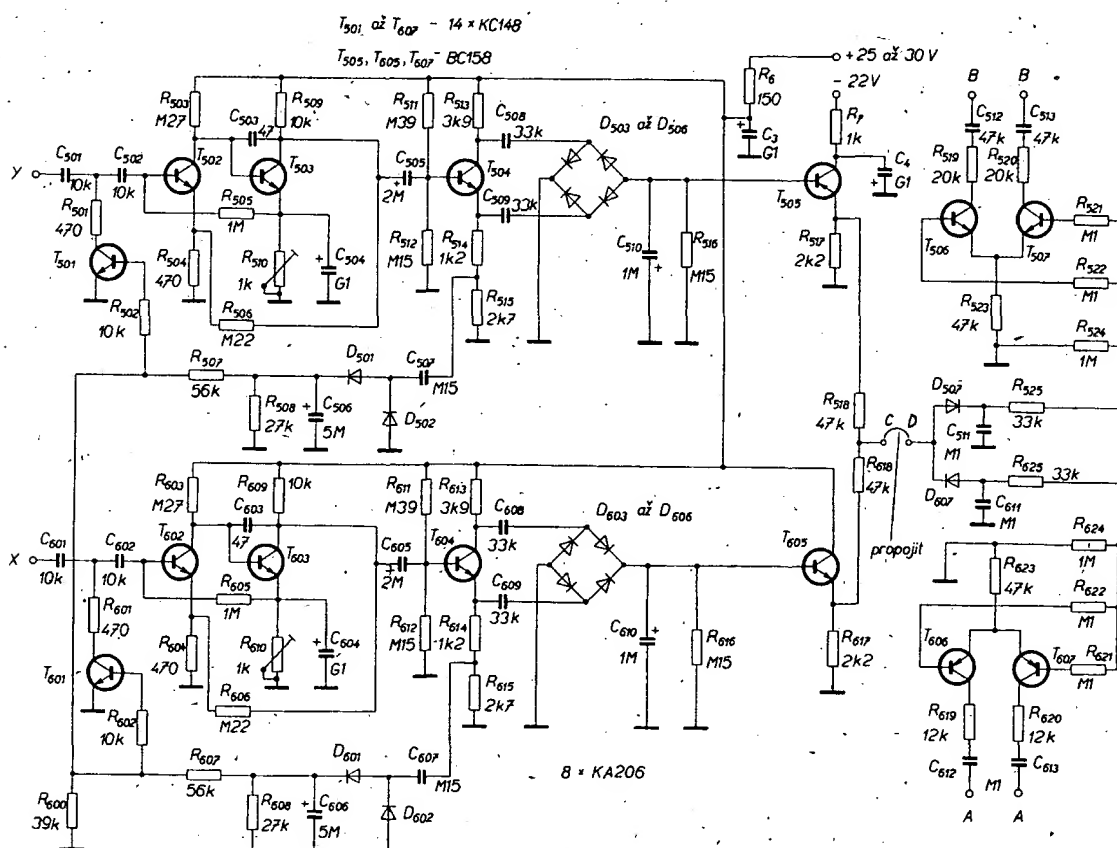 T501 až T607 - 14 × KC148
T505, T605, T607 - BC158
+25 až 30 V
- 22V
R6
150
C3
G1
R7
1k
C4
G1
B
B
C512
47k
C513
47k
R519
20k
R520
20k
T506
T507
R521
M1
R522
M1
R523
47k
R524
1M
R503
M27
C503
47
R509
10k
R511
M39
R513
3k9
C508
33k
D503 až D506
Y
C501
10k
C502
10k
T502
T503
C505
2M
T504
C509
33k
T505
R501
470
R505
1M
T501
R504
470
R510
1k
C504
G1
R512
M15
R514
1k2
C510
1M
R516
M15
R517
2k2
R502
10k
R506
M22
R515
2k7
R507
56k
D501
C507
M15
R508
27k
C506
5M
D502
R518
47k
C
D
R618
47k
propojit
D507
C511
M1
R525
33k
D607
C611
M1
R625
33k
R603
M27
C603
47
R609
10k
R611
M39
R613
3k9
C608
33k
D603 až D606
X
C601
10k
C602
10k
T602
T603
C605
2M
T604
C609
33k
T605
R601
470
R605
1M
T601
R604
470
R610
1k
C604
G1
R612
M15
R614
1k2
C610
1M
R616
M15
R617
2k2
R602
10k
R606
M22
R615
2k7
R600
39k
R607
56k
D601
C607
M15
R608
27k
C606
5M
D602
8 × KA206
R624
1M
R623
47k
R622
M1
T606
T607
R621
M1
R619
12k
R620
12k
C612
M1
C613
A
A